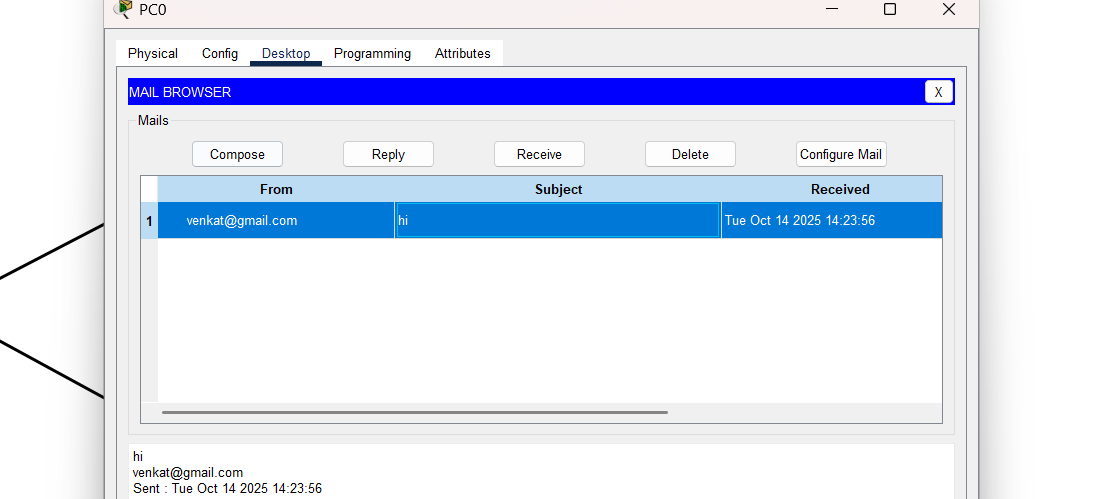 PC0
Physical Config Desktop Programming Attributes
MAIL BROWSER X
Mails
Compose Reply Receive Delete Configure Mail
From Subject Received
1 venkat@gmail.com hi Tue Oct 14 2025 14:23:56
hi
venkat@gmail.com
Sent : Tue Oct 14 2025 14:23:56